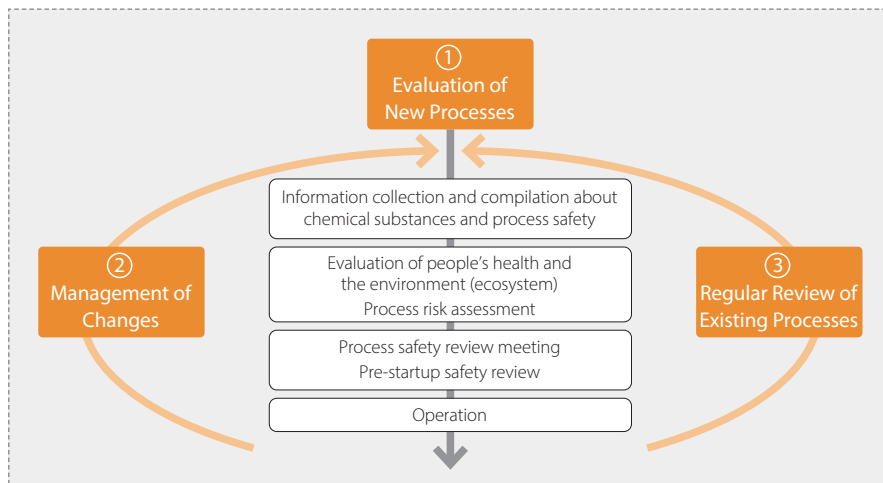 ①
Evaluation of
New Processes
Information collection and compilation about
chemical substances and process safety
②
Management of
Changes
Evaluation of people’s health and
the environment (ecosystem)
Process risk assessment
③
Regular Review of
Existing Processes
Process safety review meeting
Pre-startup safety review
Operation